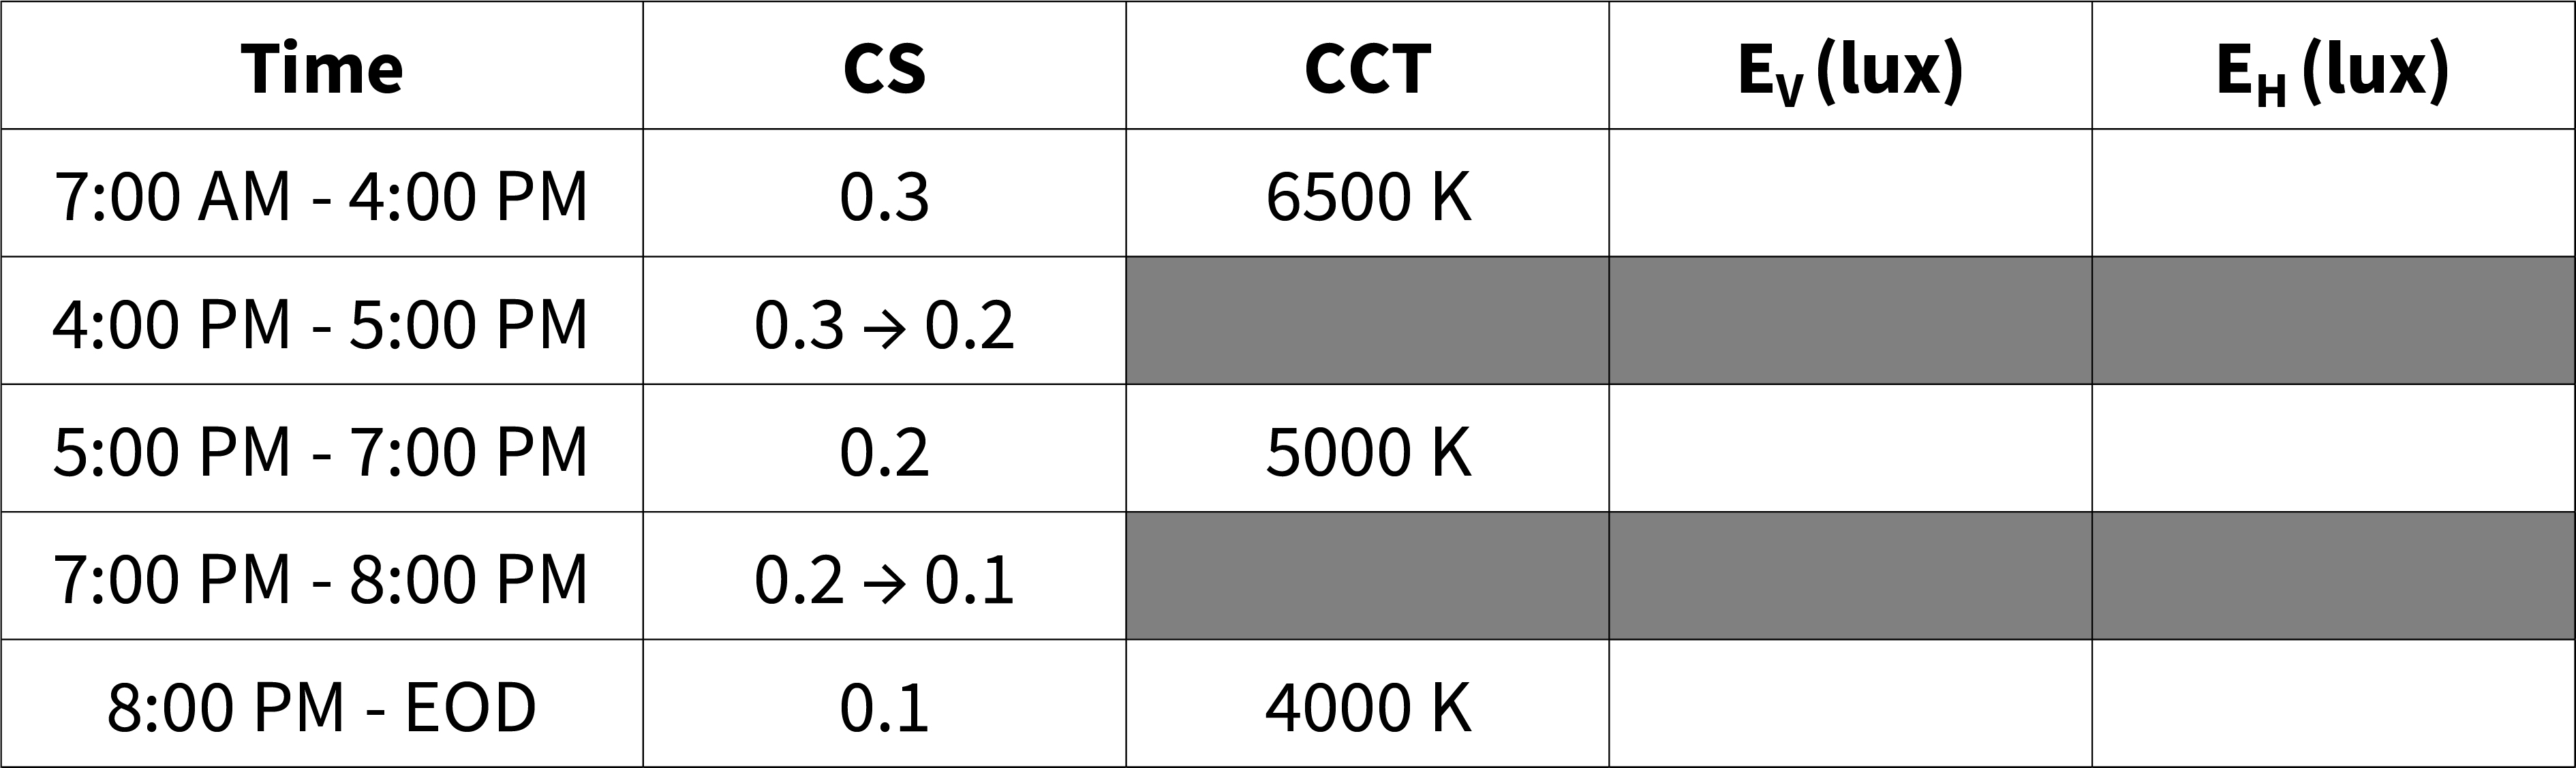 Time CS CCT EV (lux) EH (lux)
7:00 AM - 4:00 PM 0.3 6500 K
4:00 PM - 5:00 PM 0.3 → 0.2
5:00 PM - 7:00 PM 0.2 5000 K
7:00 PM - 8:00 PM 0.2 → 0.1
8:00 PM - EOD 0.1 4000 K